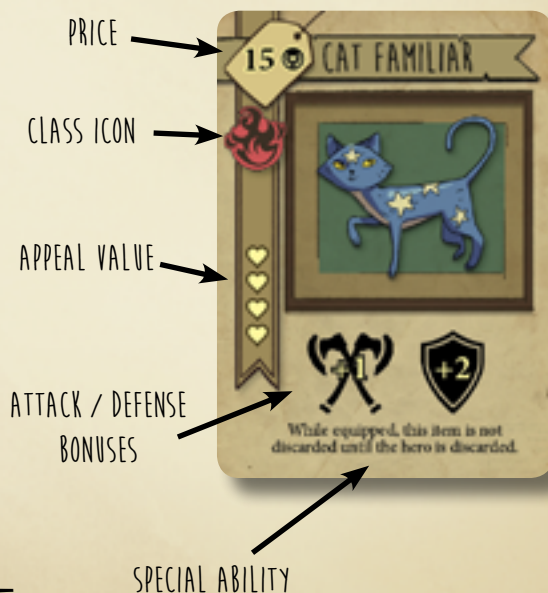 PRICE
15 CAT FAMILIAR
CLASS ICON
APPEAL VALUE
+1 +2
ATTACK / DEFENSE
BONUSES
While equipped, this item is not
discarded until the hero is discarded.
SPECIAL ABILITY